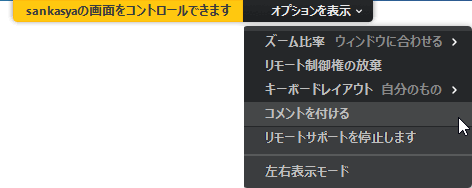 sankasyaの画面をコントロールできます オプションを表示
ズーム比率 ウィンドウに合わせる
リモート制御権の放棄
キーボードレイアウト 自分のもの
コメントを付ける
リモートサポートを停止します
左右表示モード